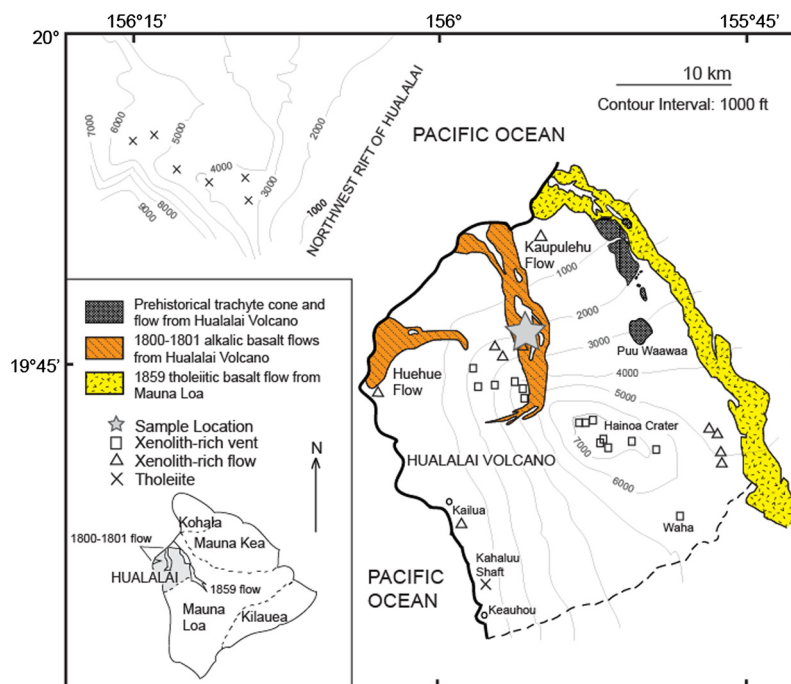 156°15'
156°
155°45'
20°
10 km
Contour Interval: 1000 ft
NORTHWEST RIFT OF HUALALAI
PACIFIC OCEAN
7000
6000
5000
2000
4000
3000
1000
8000
9000
Kaupulehu
Flow
1000
2000
3000
4000
5000
Puu Waawaa
19°45'
Huehue
Flow
Hainoa Crater
7000
6000
HUALALAI VOLCANO
Waha
Kailua
Kahaluu
Shaft
Keauhou
PACIFIC
OCEAN
Prehistorical trachyte cone and
flow from Hualalai Volcano
1800-1801 alkalic basalt flows
from Hualalai Volcano
1859 tholeiitic basalt flow from
Mauna Loa
Sample Location
Xenolith-rich vent
Xenolith-rich flow
Tholeiite
N
Kohala
1800-1801 flow
Mauna Kea
HUALALAI
1859 flow
Mauna
Loa
Kilauea